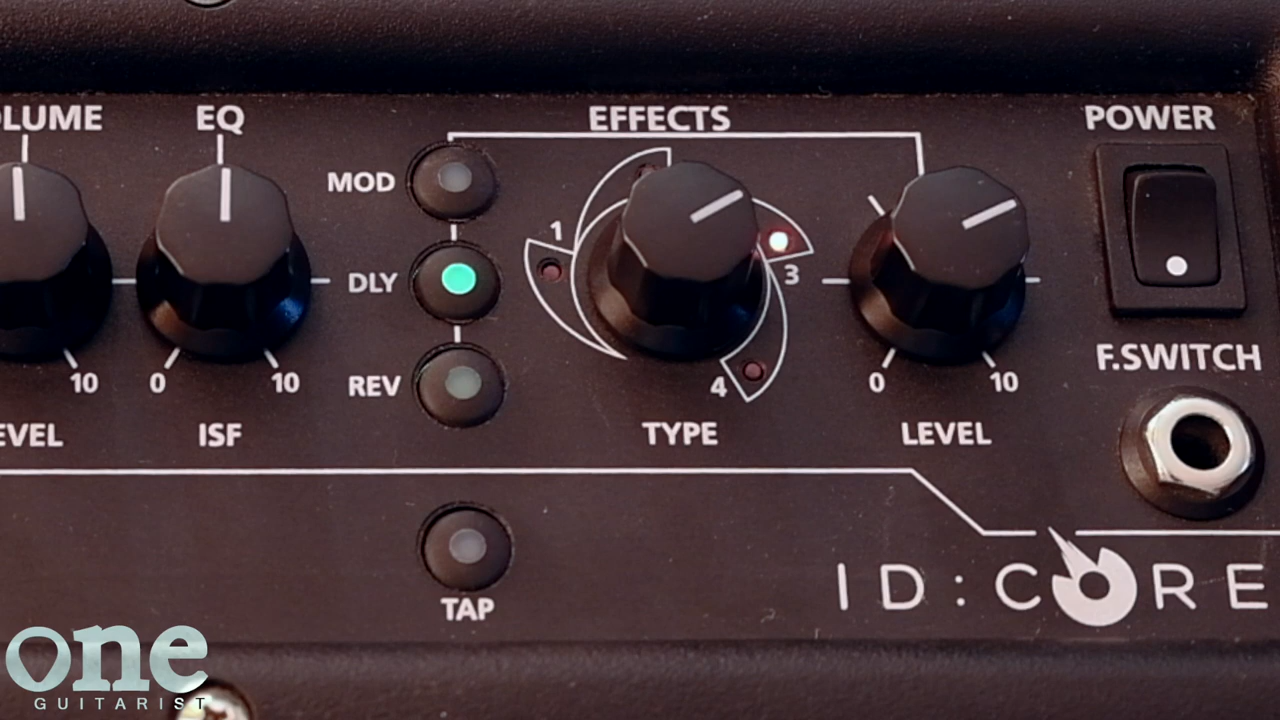 OLUME EQ EFFECTS POWER
MOD
1
DLY
3
F.SWITCH
10 0 10 REV 4 0 10
EVEL ISF TYPE LEVEL
TAP
ID:CORE
one
GUITARIST